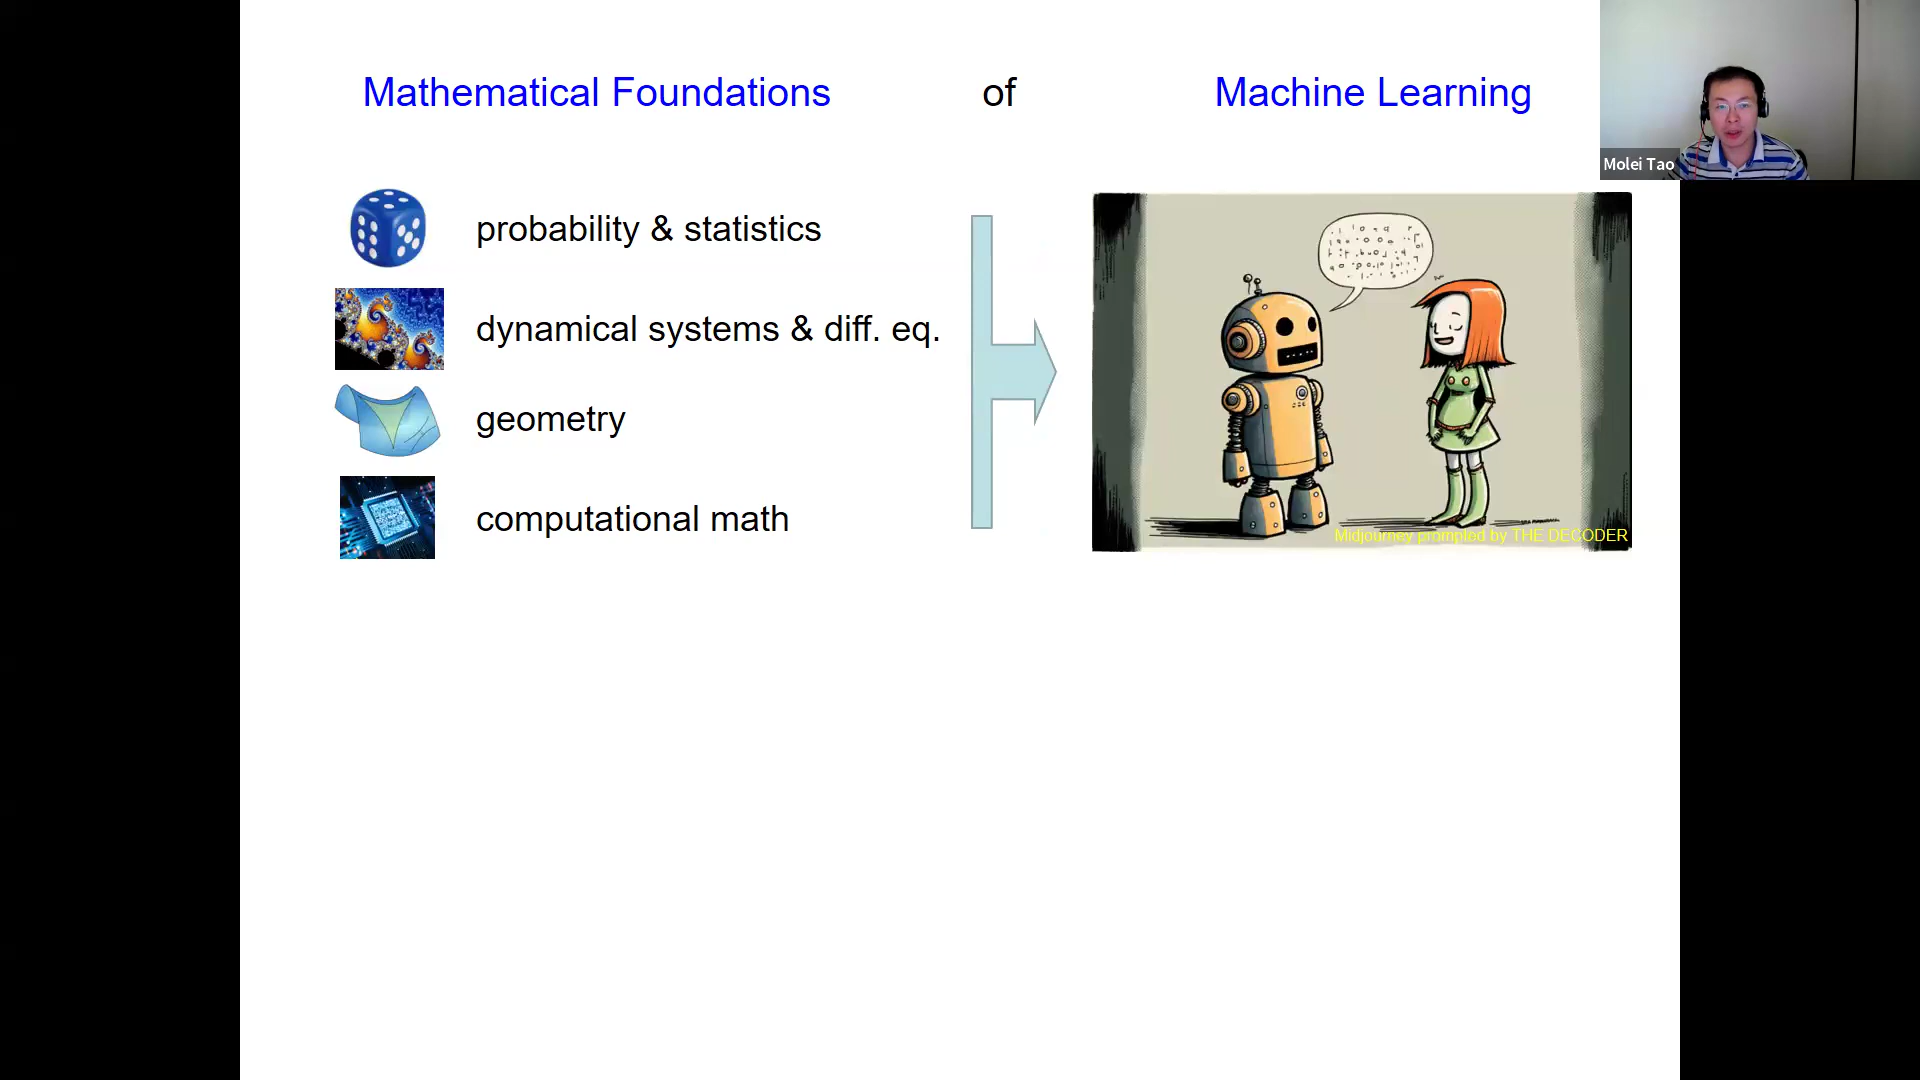 Mathematical Foundations of Machine Learning
Molei Tao
probability & statistics
dynamical systems & diff. eq.
geometry
computational math
Midjourney prompted by THE DECODER